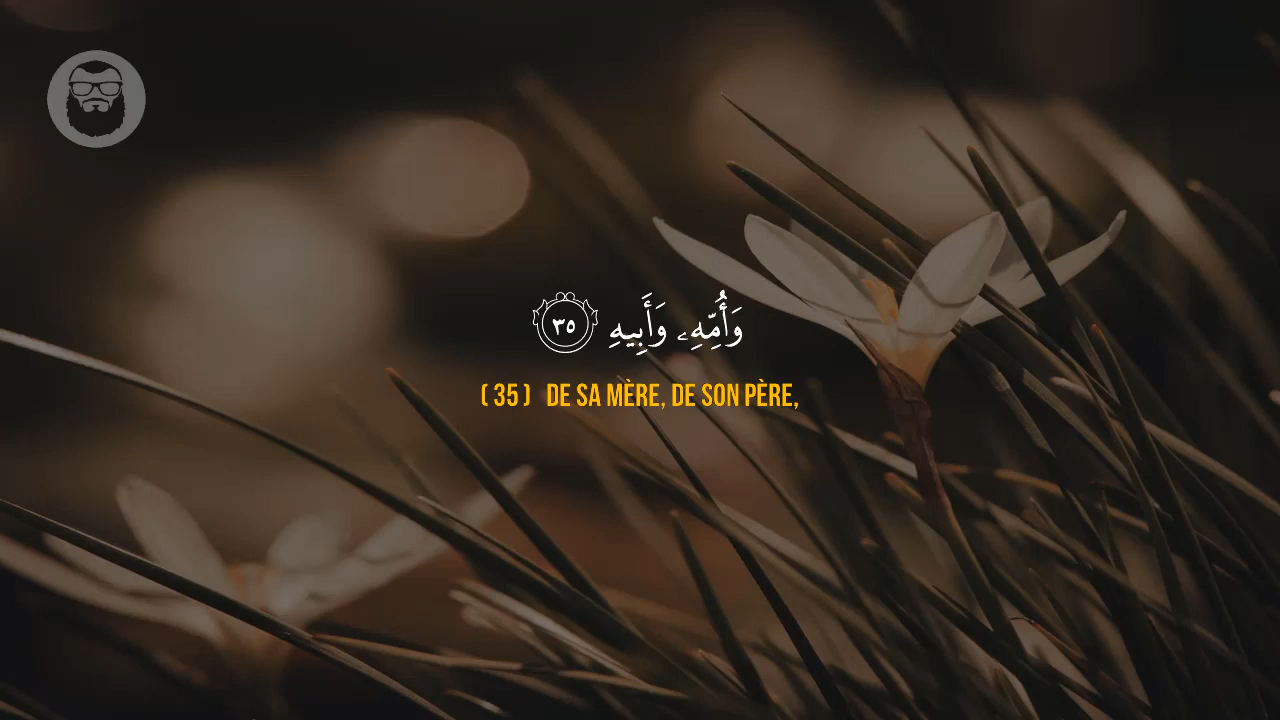 وَأُمِّهِۦ وَأَبِيهِ ٣٥
( 35 ) DE SA MÈRE, DE SON PÈRE,